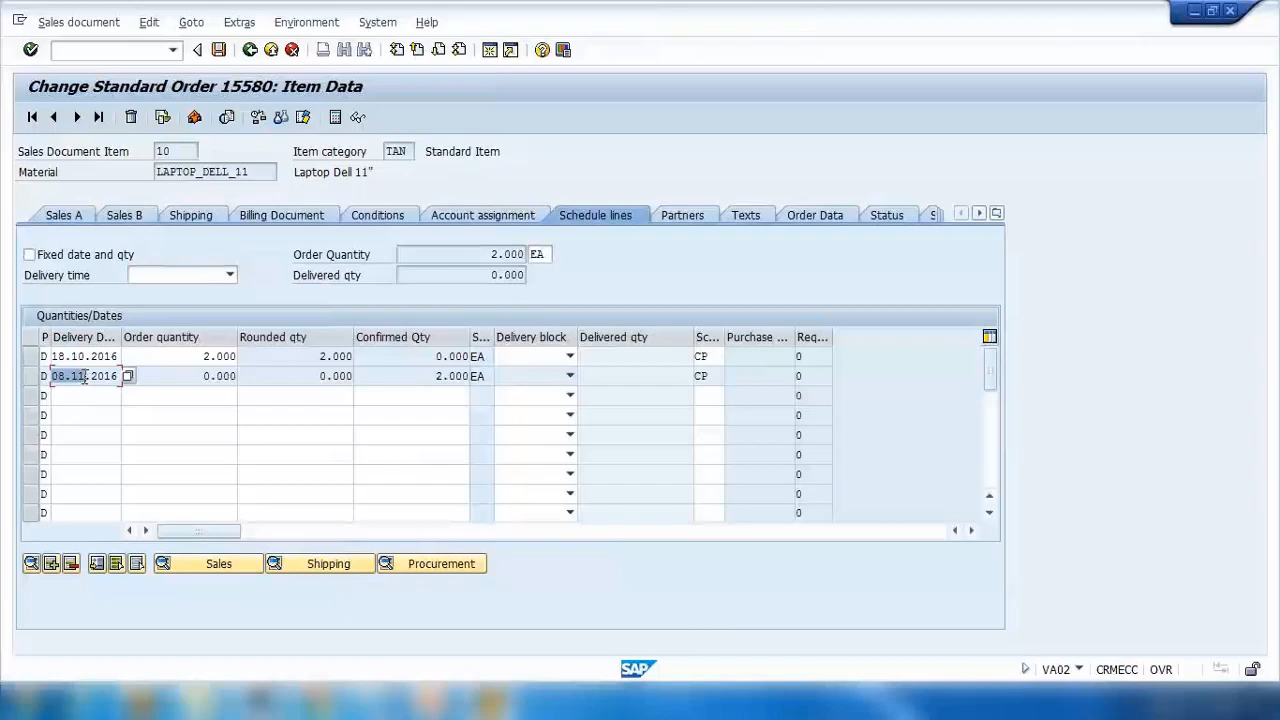 Sales document Edit Goto Extras Environment System Help
Change Standard Order 15580: Item Data
Sales Document Item 10 Item category TAN Standard Item
Material LAPTOP_DELL_11 Laptop Dell 11"
Sales A Sales B Shipping Billing Document Conditions Account assignment Schedule lines Partners Texts Order Data Status S
Fixed date and qty Order Quantity 2.000 EA
Delivery time Delivered qty 0.000
Quantities/Dates
P Delivery D... Order quantity Rounded qty Confirmed Qty S... Delivery block Delivered qty Sc... Purchase ... Req...
D 18.10.2016 2.000 2.000 0.000 EA CP 0
D 08.11.2016 0.000 0.000 2.000 EA CP 0
D 0
D 0
D 0
D 0
D 0
D 0
D 0
Sales Shipping Procurement
SAP VA02 CRMECC OVR